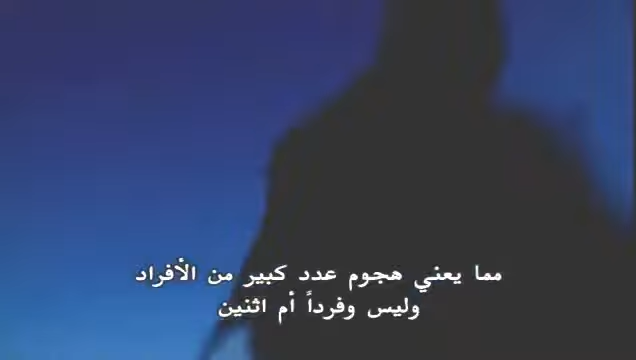 مما يعني هجوم عدد كبير من الأفراد
وليس وفرداً أم اثنين